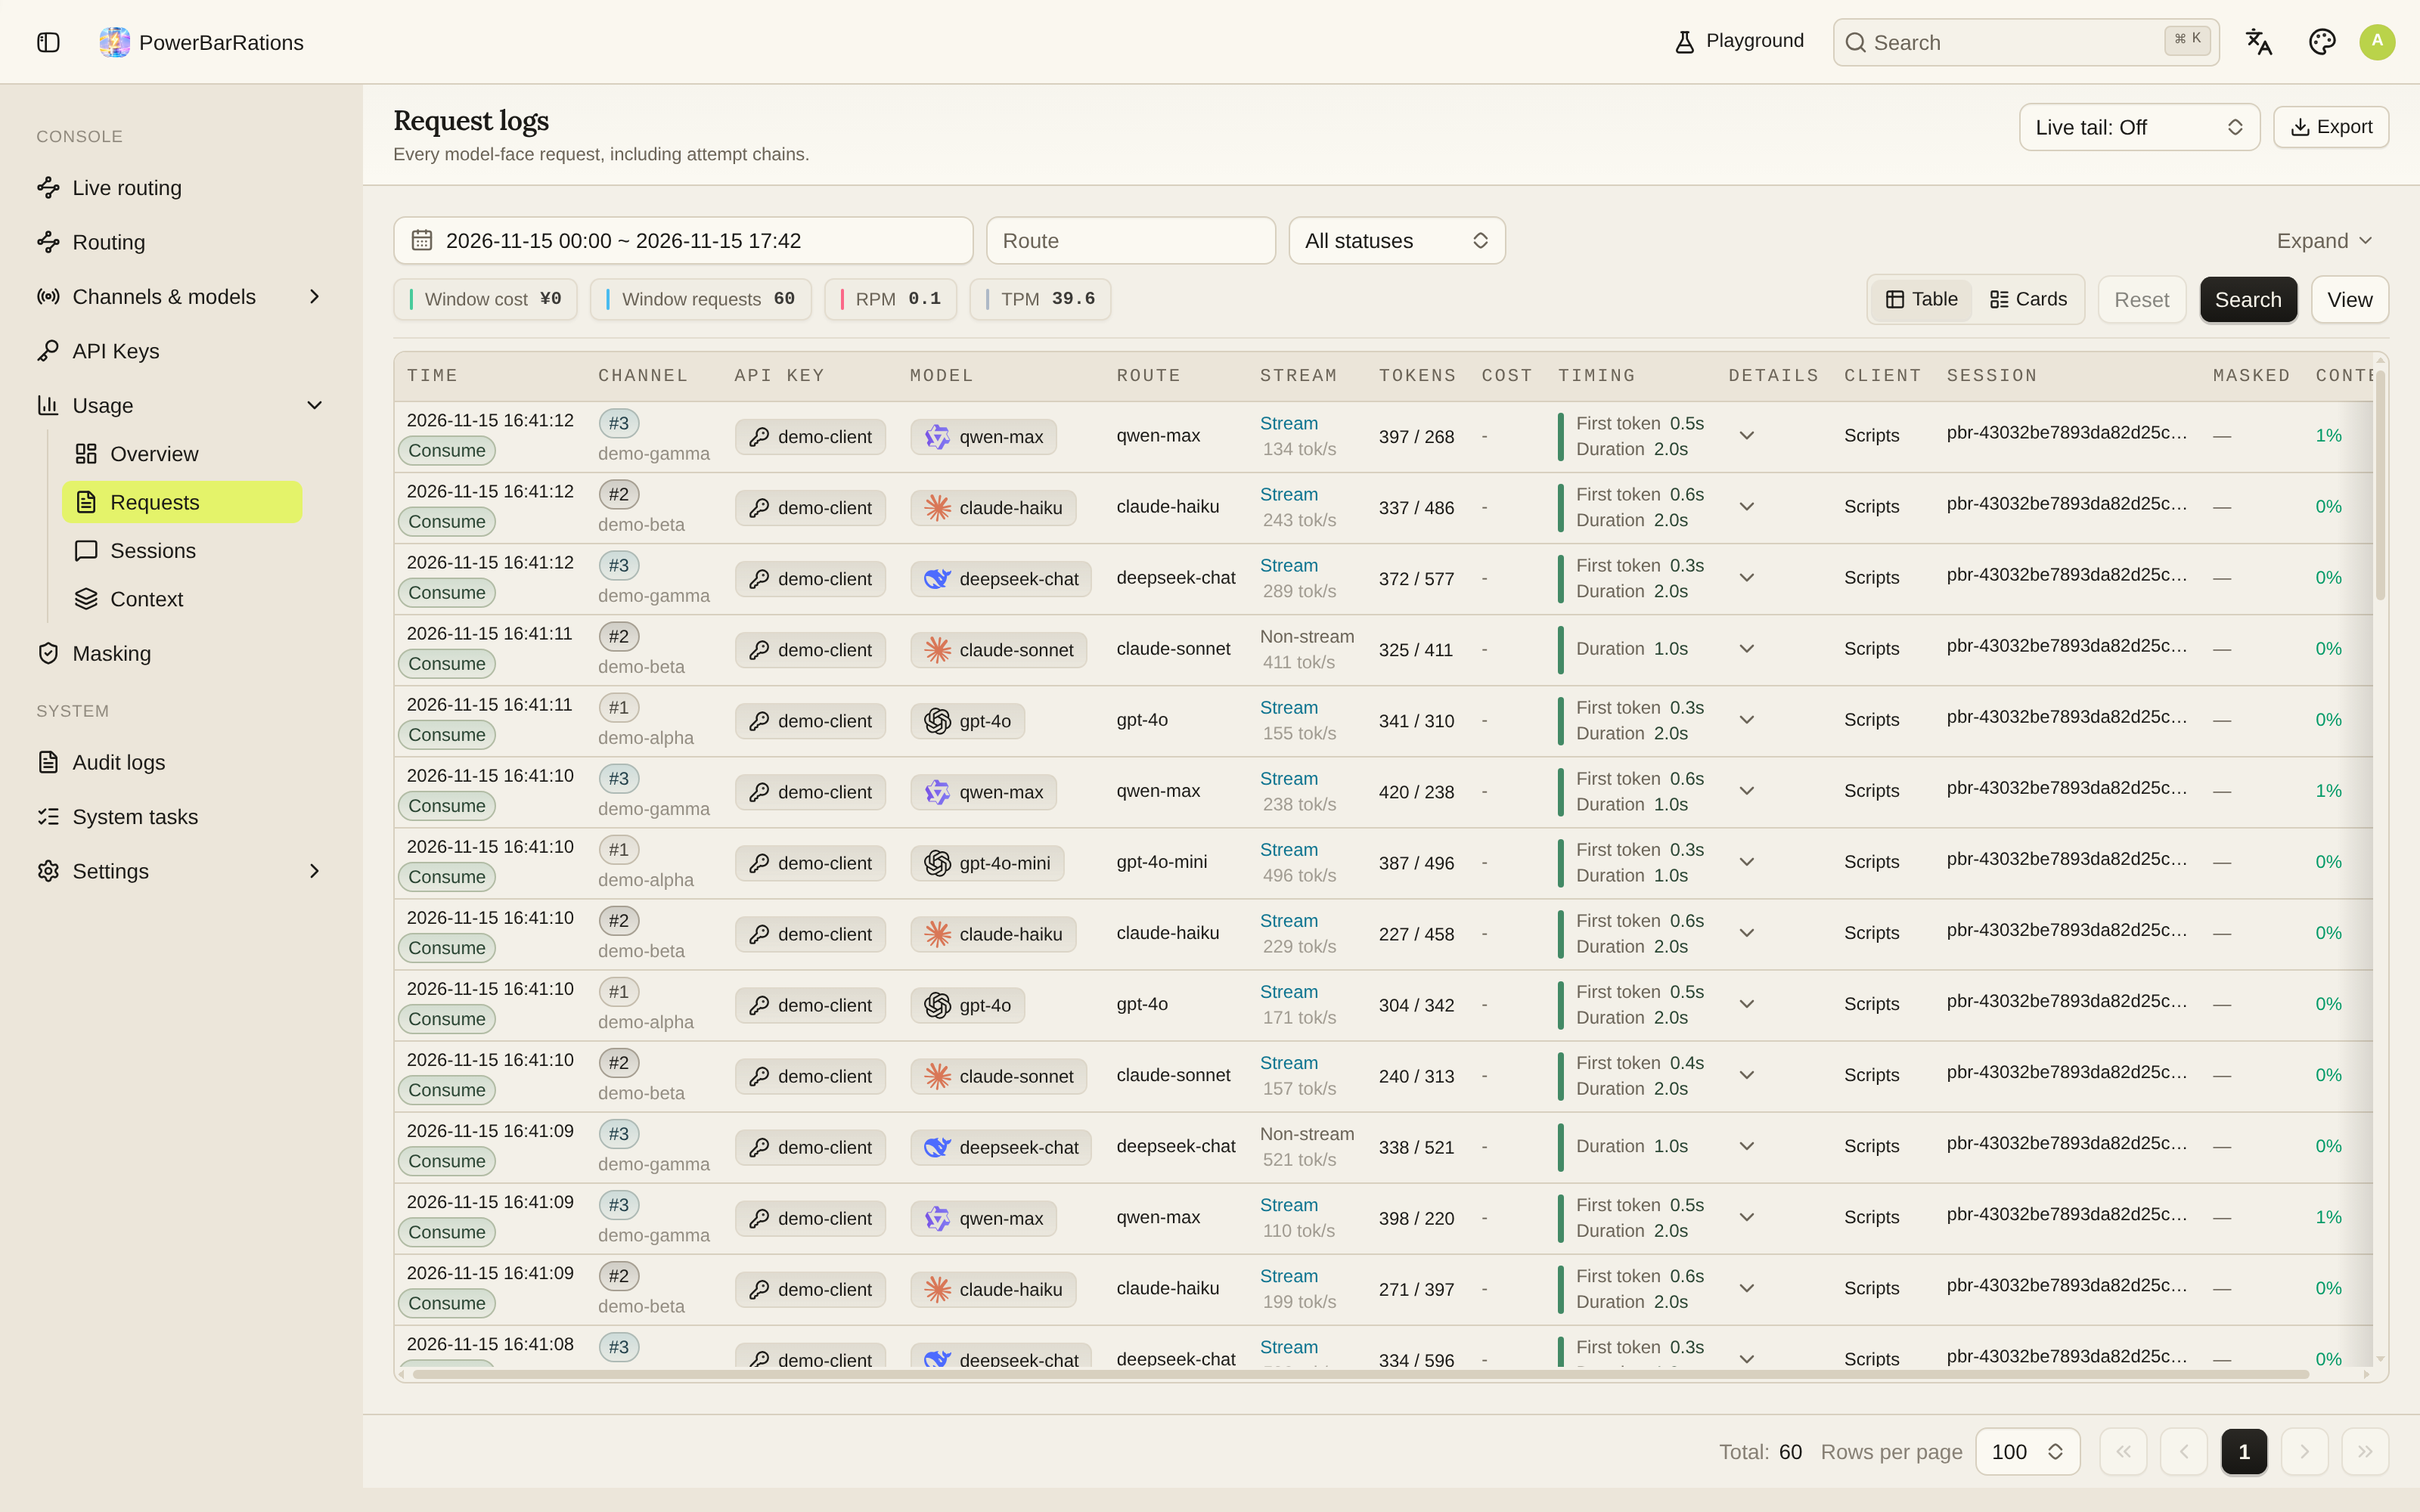 PowerBarRations
Playground
Search
⌘ K
A
CONSOLE
Live routing
Routing
Channels & models
API Keys
Usage
Overview
Requests
Sessions
Context
Masking
SYSTEM
Audit logs
System tasks
Settings
Request logs
Every model-face request, including attempt chains.
Live tail: Off
Export
2026-11-15 00:00 ~ 2026-11-15 17:42
Route
All statuses
Expand
Window cost ¥0
Window requests 60
RPM 0.1
TPM 39.6
Table
Cards
Reset
Search
View
TIME CHANNEL API KEY MODEL ROUTE STREAM TOKENS COST TIMING DETAILS CLIENT SESSION MASKED CONTE
2026-11-15 16:41:12 #3 demo-client qwen-max qwen-max Stream 397 / 268 - First token 0.5s Scripts pbr-43032be7893da82d25c... — 1%
Consume demo-gamma 134 tok/s Duration 2.0s
2026-11-15 16:41:12 #2 demo-client claude-haiku claude-haiku Stream 337 / 486 - First token 0.6s Scripts pbr-43032be7893da82d25c... — 0%
Consume demo-beta 243 tok/s Duration 2.0s
2026-11-15 16:41:12 #3 demo-client deepseek-chat deepseek-chat Stream 372 / 577 - First token 0.3s Scripts pbr-43032be7893da82d25c... — 0%
Consume demo-gamma 289 tok/s Duration 2.0s
2026-11-15 16:41:11 #2 demo-client claude-sonnet claude-sonnet Non-stream 325 / 411 - Duration 1.0s Scripts pbr-43032be7893da82d25c... — 0%
Consume demo-beta 411 tok/s
2026-11-15 16:41:11 #1 demo-client gpt-4o gpt-4o Stream 341 / 310 - First token 0.3s Scripts pbr-43032be7893da82d25c... — 0%
Consume demo-alpha 155 tok/s Duration 2.0s
2026-11-15 16:41:10 #3 demo-client qwen-max qwen-max Stream 420 / 238 - First token 0.6s Scripts pbr-43032be7893da82d25c... — 1%
Consume demo-gamma 238 tok/s Duration 1.0s
2026-11-15 16:41:10 #1 demo-client gpt-4o-mini gpt-4o-mini Stream 387 / 496 - First token 0.3s Scripts pbr-43032be7893da82d25c... — 0%
Consume demo-alpha 496 tok/s Duration 1.0s
2026-11-15 16:41:10 #2 demo-client claude-haiku claude-haiku Stream 227 / 458 - First token 0.6s Scripts pbr-43032be7893da82d25c... — 0%
Consume demo-beta 229 tok/s Duration 2.0s
2026-11-15 16:41:10 #1 demo-client gpt-4o gpt-4o Stream 304 / 342 - First token 0.5s Scripts pbr-43032be7893da82d25c... — 0%
Consume demo-alpha 171 tok/s Duration 2.0s
2026-11-15 16:41:10 #2 demo-client claude-sonnet claude-sonnet Stream 240 / 313 - First token 0.4s Scripts pbr-43032be7893da82d25c... — 0%
Consume demo-beta 157 tok/s Duration 2.0s
2026-11-15 16:41:09 #3 demo-client deepseek-chat deepseek-chat Non-stream 338 / 521 - Duration 1.0s Scripts pbr-43032be7893da82d25c... — 0%
Consume demo-gamma 521 tok/s
2026-11-15 16:41:09 #3 demo-client qwen-max qwen-max Stream 398 / 220 - First token 0.5s Scripts pbr-43032be7893da82d25c... — 1%
Consume demo-gamma 110 tok/s Duration 2.0s
2026-11-15 16:41:09 #2 demo-client claude-haiku claude-haiku Stream 271 / 397 - First token 0.6s Scripts pbr-43032be7893da82d25c... — 0%
Consume demo-beta 199 tok/s Duration 2.0s
2026-11-15 16:41:08 #3 demo-client deepseek-chat deepseek-chat Stream 334 / 596 - First token 0.3s Scripts pbr-43032be7893da82d25c... — 0%
Total: 60 Rows per page 100 1